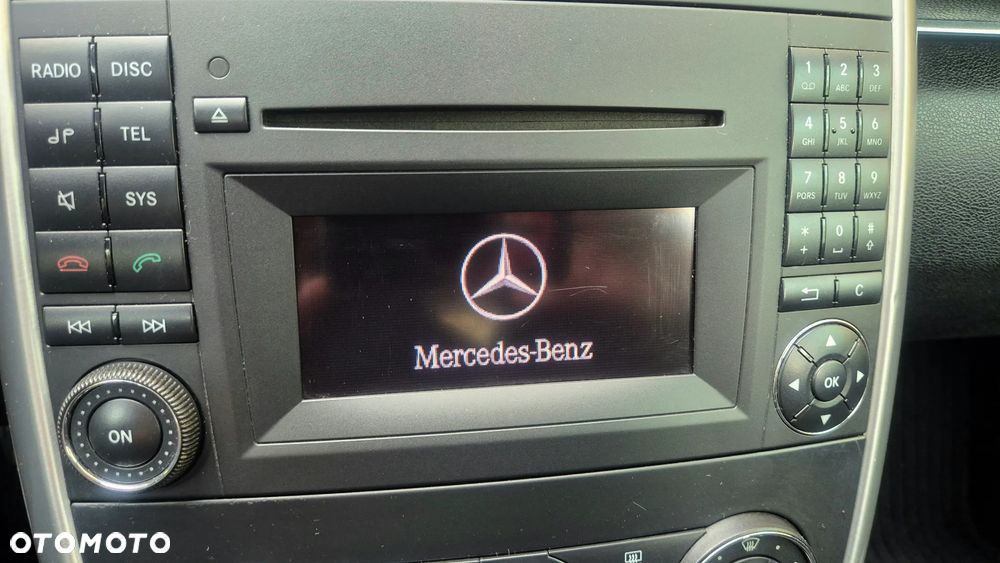 RADIO DISC
TEL
SYS
ON
Mercedes-Benz
1 2 ABC 3 DEF
4 GHI 5 JKL 6 MNO
7 PQRS 8 TUV 9 WXYZ
* + 0 #
C
OK
OTOMOTO